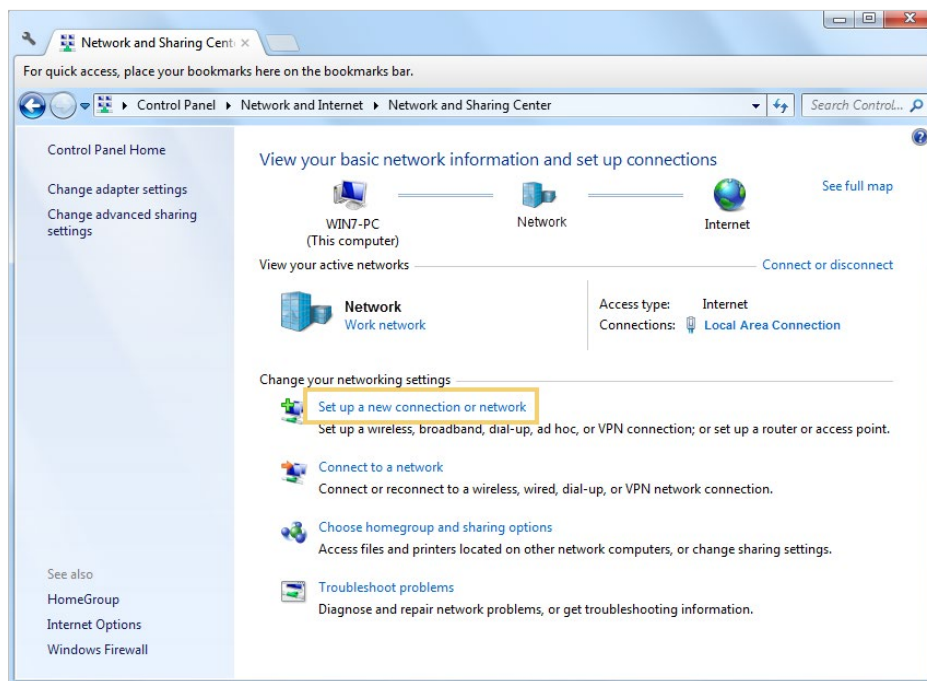 Network and Sharing Cent
For quick access, place your bookmarks here on the bookmarks bar.
Control Panel Network and Internet Network and Sharing Center Search Control...
Control Panel Home
Change adapter settings
Change advanced sharing
settings
See also
HomeGroup
Internet Options
Windows Firewall
View your basic network information and set up connections
See full map
WIN7-PC
(This computer)
Network
Internet
View your active networks Connect or disconnect
Network
Work network
Access type: Internet
Connections: Local Area Connection
Change your networking settings
Set up a new connection or network
Set up a wireless, broadband, dial-up, ad hoc, or VPN connection; or set up a router or access point.
Connect to a network
Connect or reconnect to a wireless, wired, dial-up, or VPN network connection.
Choose homegroup and sharing options
Access files and printers located on other network computers, or change sharing settings.
Troubleshoot problems
Diagnose and repair network problems, or get troubleshooting information.